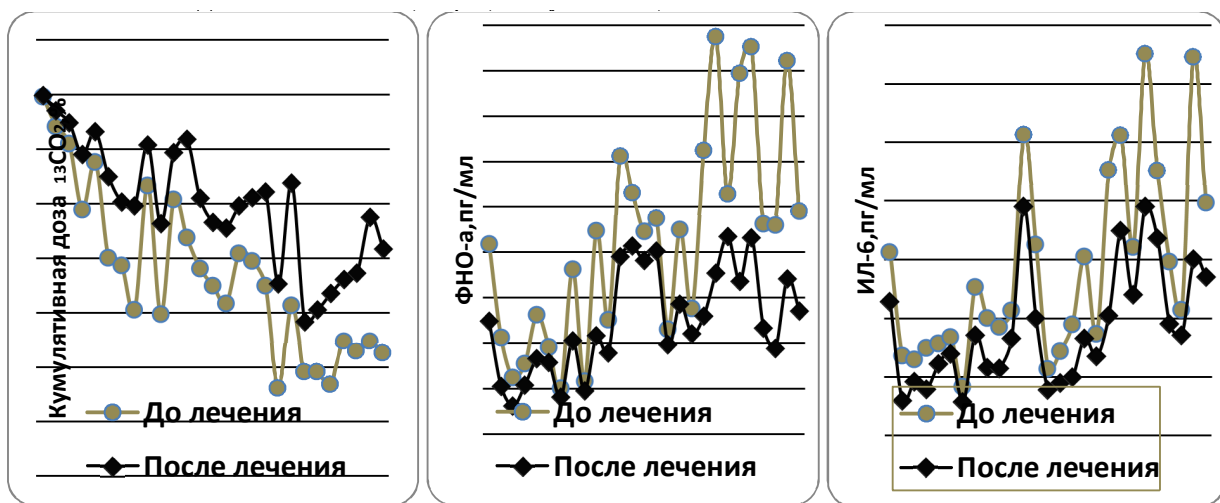 Кумулятивная доза 13CO2, %
До лечения
После лечения
ФНО-а,пг/мл
До лечения
После лечения
ИЛ-6,пг/мл
До лечения
После лечения